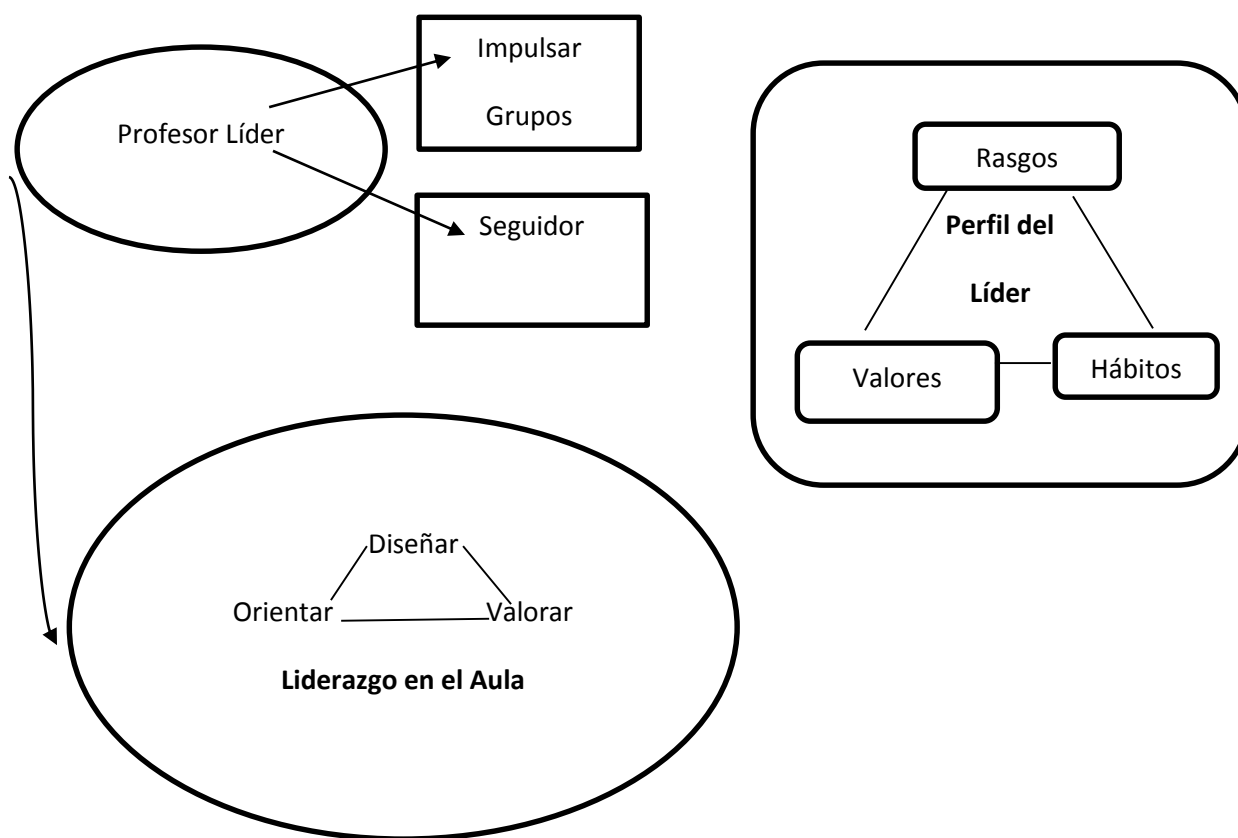 Impulsar
Grupos
Profesor Líder
Seguidor
Rasgos
Perfil del
Líder
Valores
Hábitos
Diseñar
Orientar
Valorar
Liderazgo en el Aula